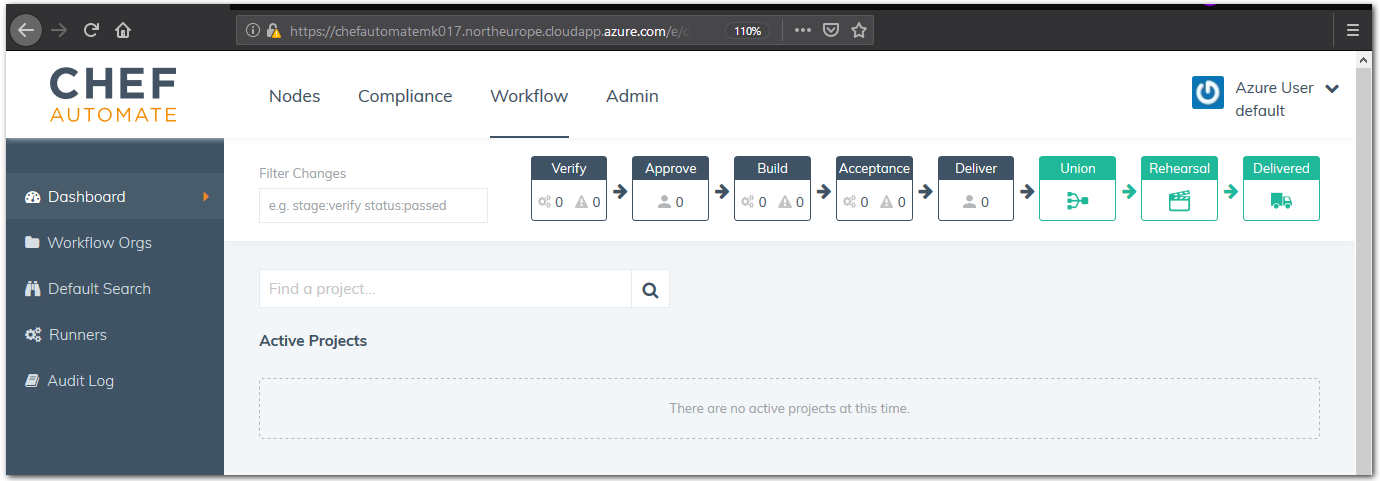 https://chefautomatemk017.northeurope.cloudapp.azure.com/e/
110%
CHEF
AUTOMATE
Nodes Compliance Workflow Admin
Azure User
default
Dashboard
Workflow Orgs
Default Search
Runners
Audit Log
Filter Changes
e.g. stage:verify status:passed
Verify Approve Build Acceptance Deliver Union Rehearsal Delivered
0 0 0 0 0 0 0 0
Find a project...
Active Projects
There are no active projects at this time.